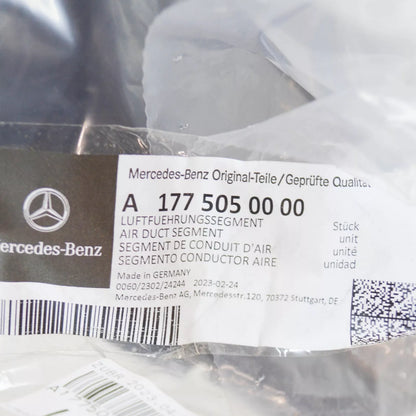 Mercedes-Benz Original-Teile/Geprüfte Qualität
A 177 505 00 00
LUFTFUEHRUNGSSEGMENT Stück
AIR DUCT SEGMENT unit
SEGMENT DE CONDUIT D'AIR unité
SEGMENTO CONDUCTOR AIRE unidad
Mercedes-Benz
Made in GERMANY
0060/2302/24244 2023-02-24
Mercedes-Benz AG, Mercedesstr.120, 70372 Stuttgart, DE